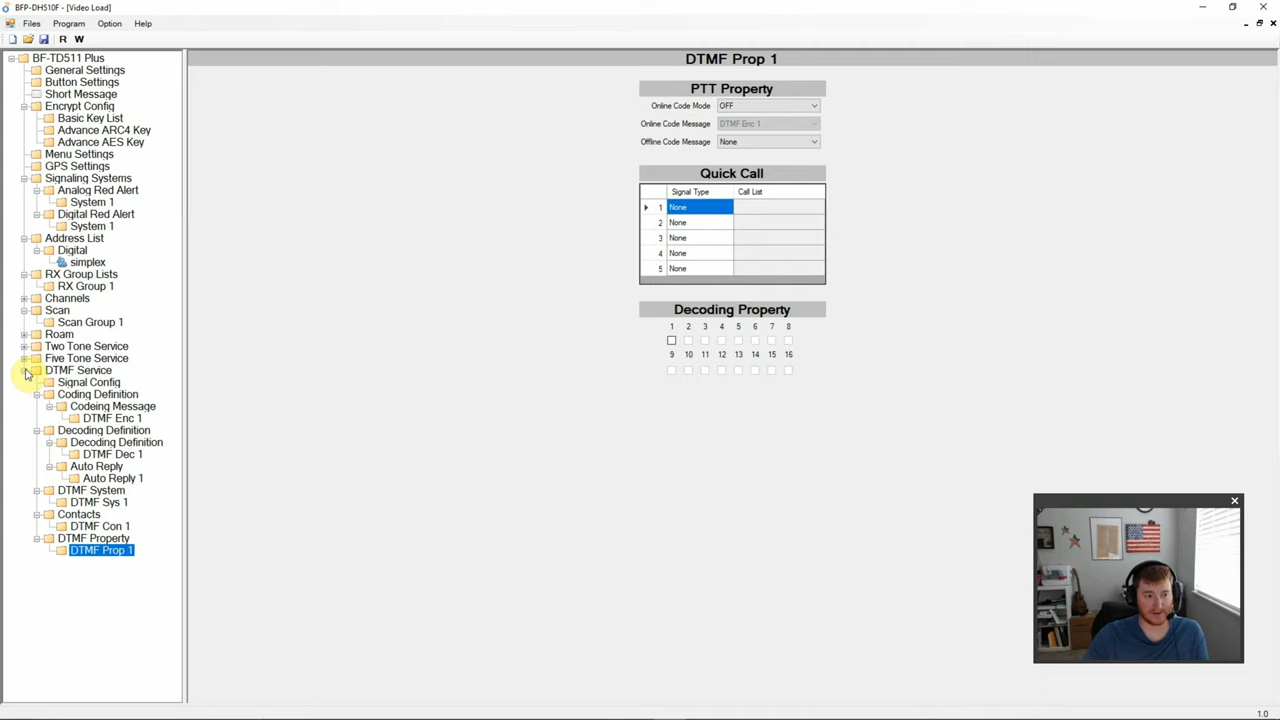 BFP-DH510F - [Video Load]
Files Program Option Help
R W
BF-TD511 Plus
General Settings
Button Settings
Short Message
Encrypt Config
Basic Key List
Advance ARC4 Key
Advance AES Key
Menu Settings
GPS Settings
Signaling Systems
Analog Red Alert
System 1
Digital Red Alert
System 1
Address List
Digital
simplex
RX Group Lists
RX Group 1
Channels
Scan
Scan Group 1
Roam
Two Tone Service
Five Tone Service
DTMF Service
Signal Config
Coding Definition
Codeing Message
DTMF Enc 1
Decoding Definition
Decoding Definition
DTMF Dec 1
Auto Reply
Auto Reply 1
DTMF System
DTMF Sys 1
Contacts
DTMF Con 1
DTMF Property
DTMF Prop 1
DTMF Prop 1
PTT Property
Online Code Mode OFF
Online Code Message DTMF Enc 1
Offline Code Message None
Quick Call
Signal Type Call List
1 None
2 None
3 None
4 None
5 None
Decoding Property
1 2 3 4 5 6 7 8
9 10 11 12 13 14 15 16
1.0